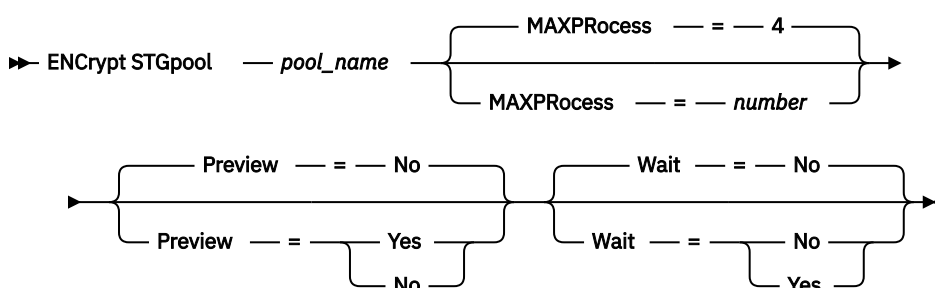 MAXPRocess = 4
ENCrypt STGpool pool_name
MAXPRocess = number
Preview = No Wait = No
Preview = Yes Wait = No
No Yes